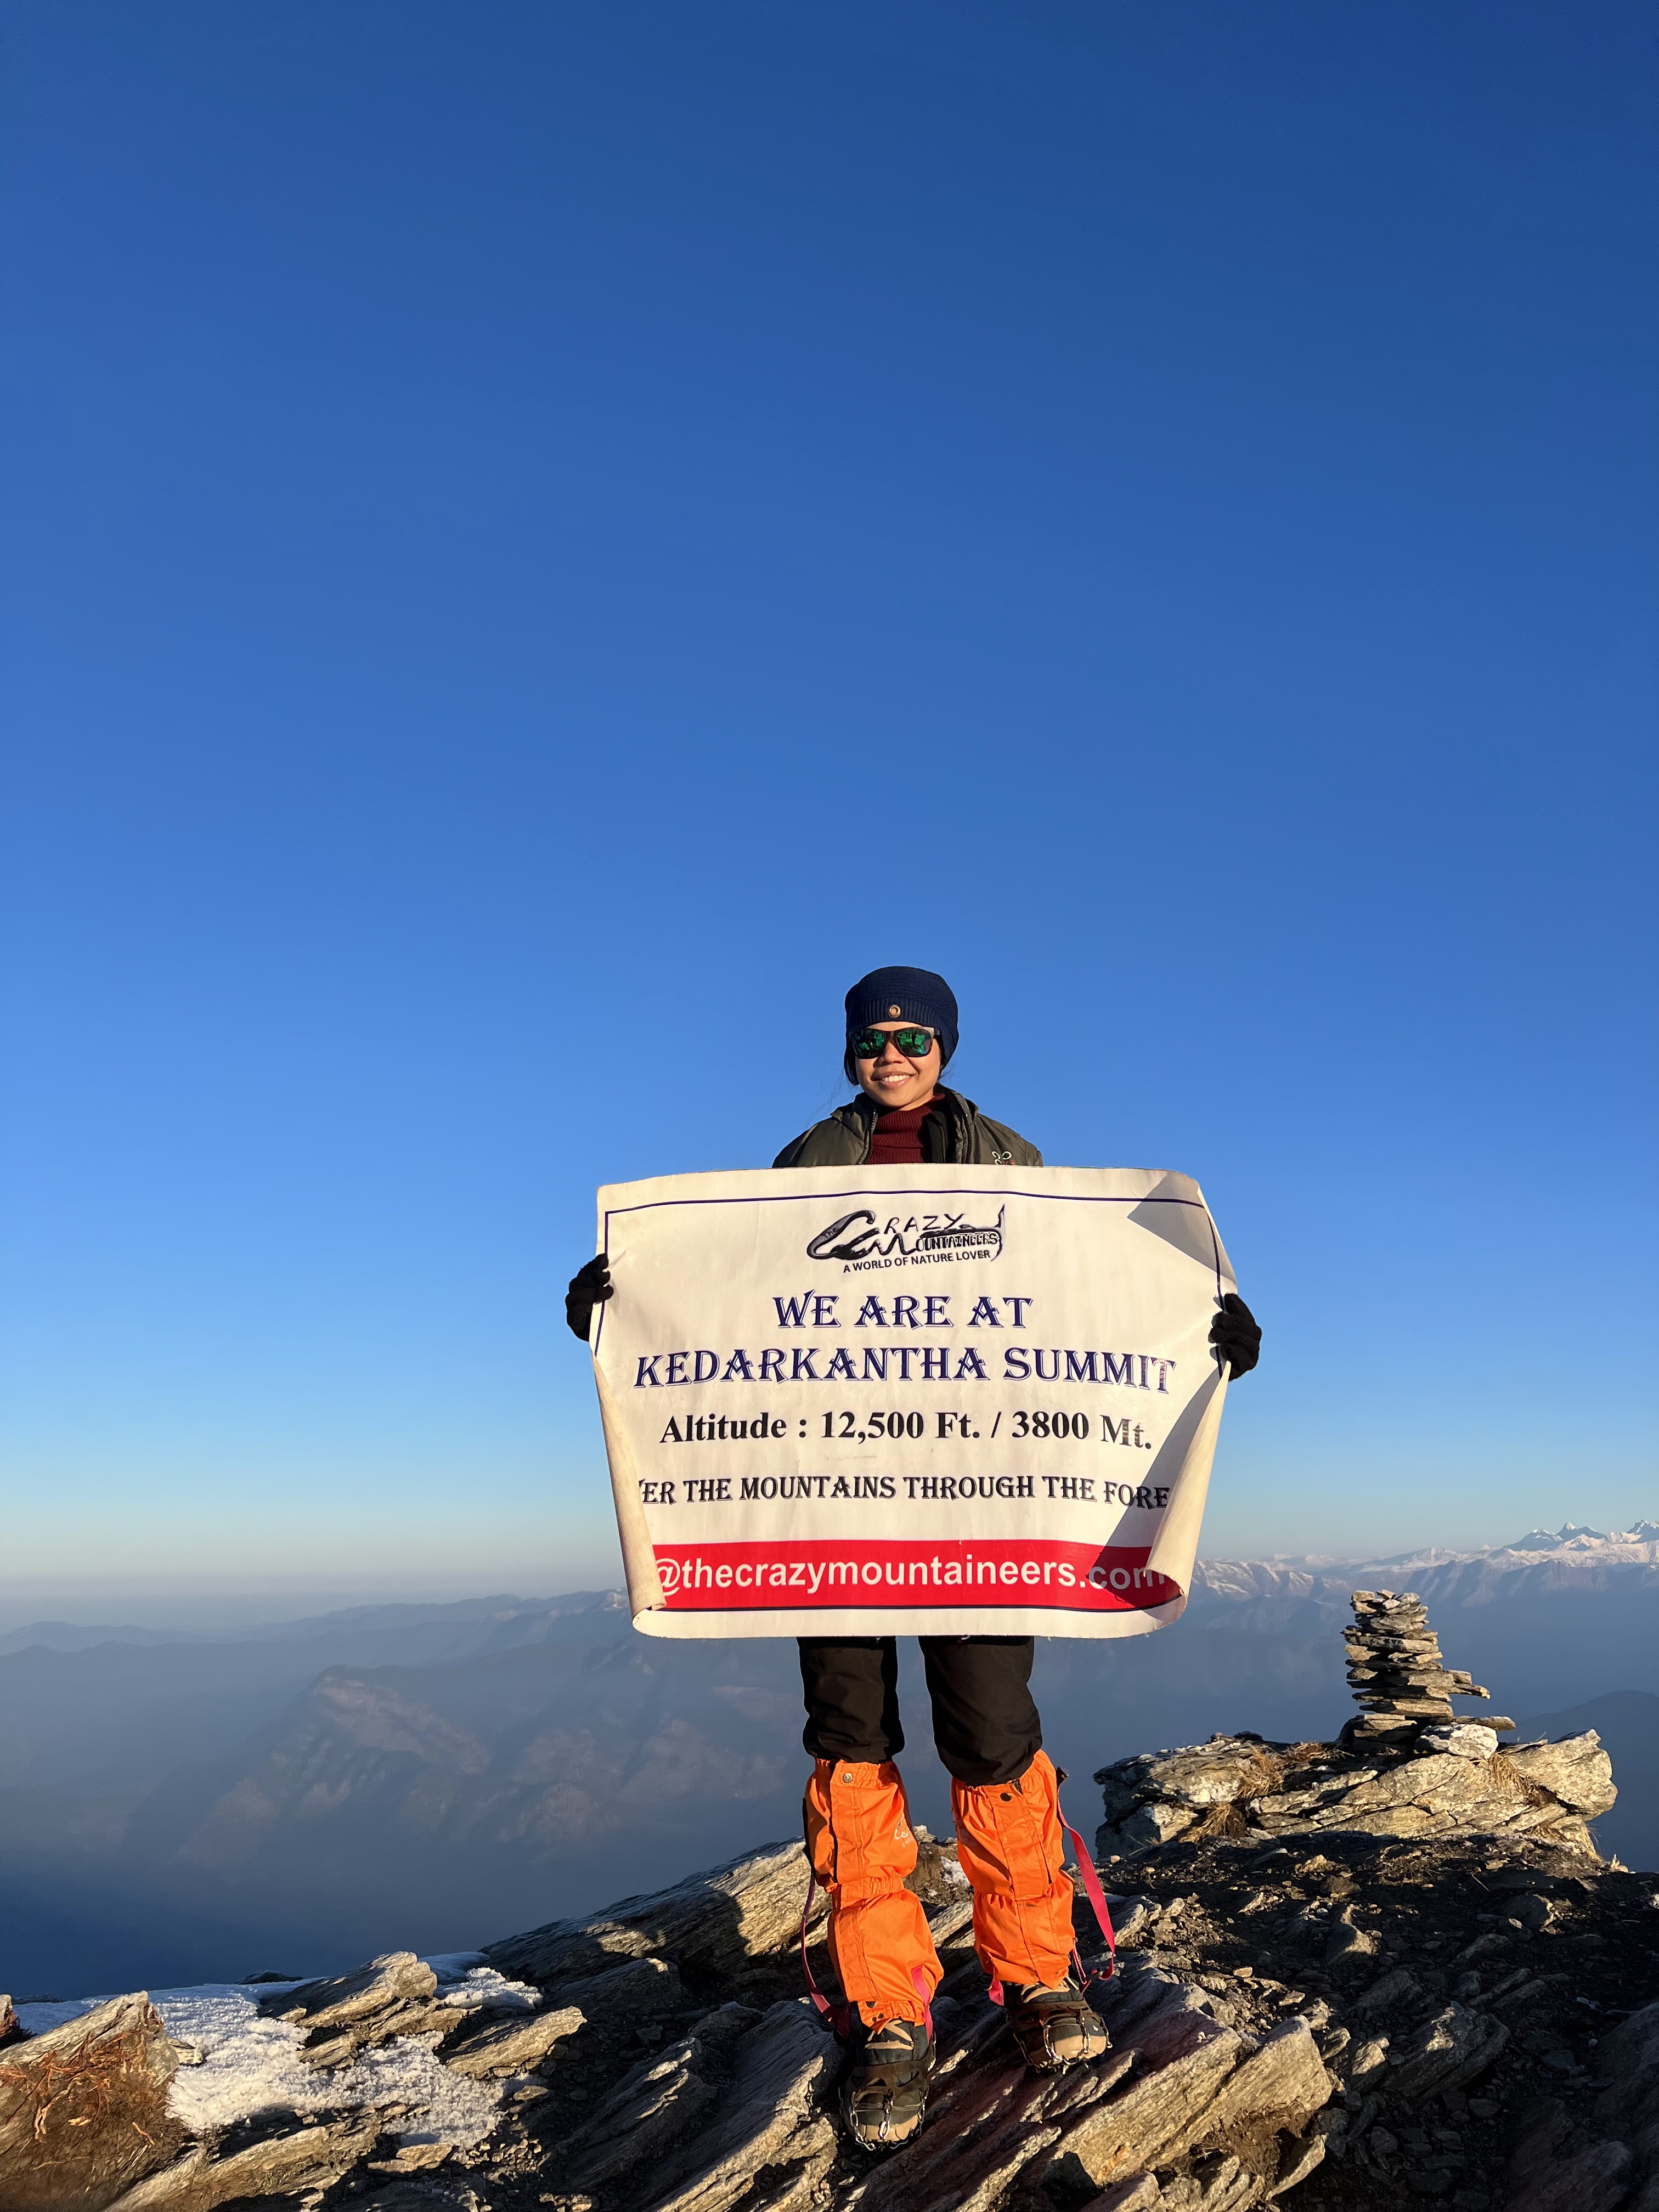 CRAZY
MOUNTAINEERS
A WORLD OF NATURE LOVER
WE ARE AT
KEDARKANTHA SUMMIT
Altitude : 12,500 Ft. / 3800 Mt.
ER THE MOUNTAINS THROUGH THE FORE
@thecrazymountaineers.com